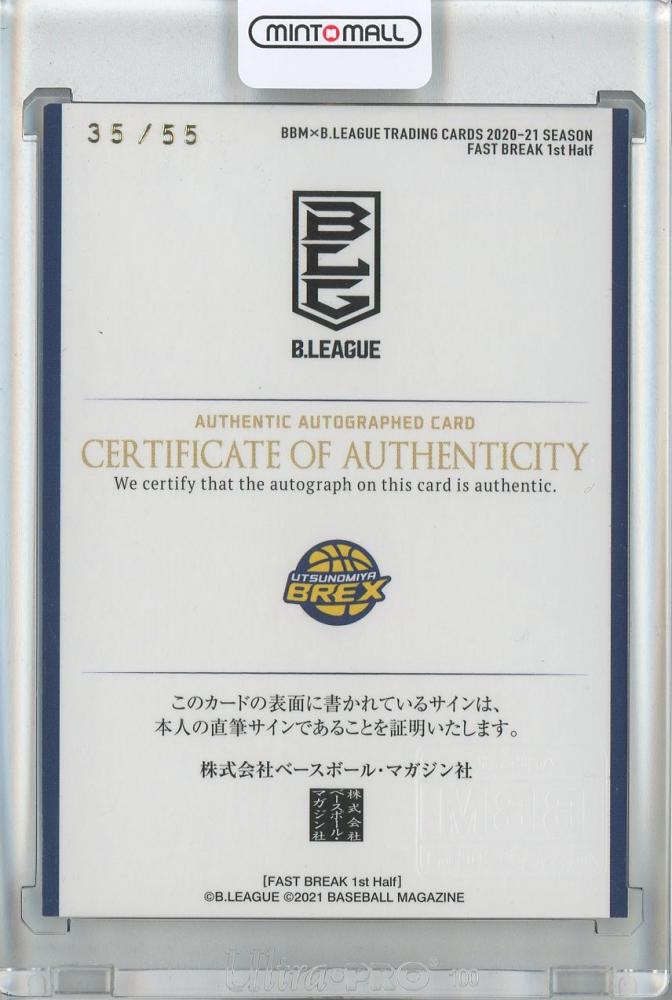 MINTOMALL
35/55
BBM×B.LEAGUE TRADING CARDS 2020-21 SEASON
FAST BREAK 1st Half
B.LEAGUE
AUTHENTIC AUTOGRAPHED CARD
CERTIFICATE OF AUTHENTICITY
We certify that the autograph on this card is authentic.
UTSUNOMIYA
BREX
このカードの表面に書かれているサインは、
本人の直筆サインであることを証明いたします。
株式会社ベースボール・マガジン社
株式会社
ベースボール・
マガジン社
[FAST BREAK 1st Half]
©B.LEAGUE ©2021 BASEBALL MAGAZINE
Ultra·PRO 100